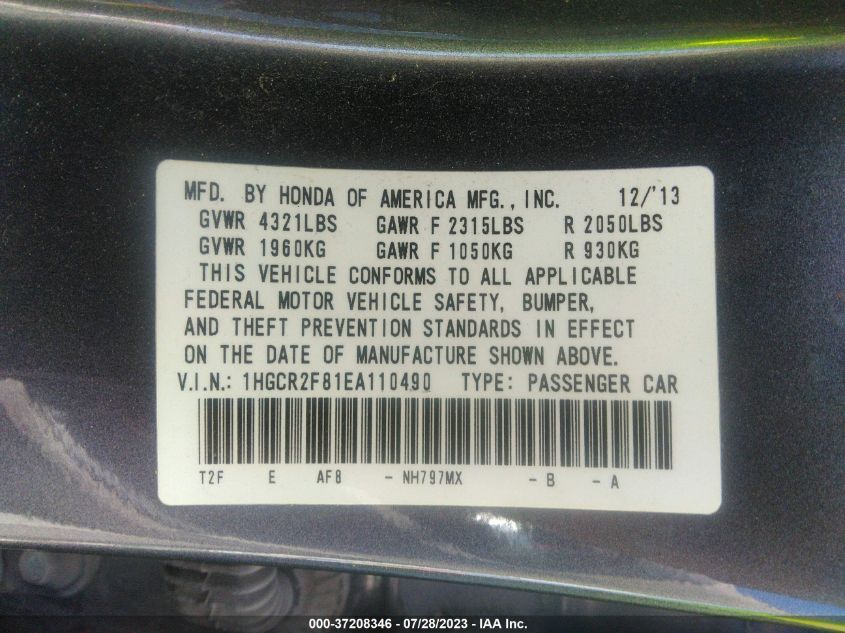 MFD. BY HONDA OF AMERICA MFG., INC. 12/'13
GVWR 4321LBS GAWR F 2315LBS R 2050LBS
GVWR 1960KG GAWR F 1050KG R 930KG
THIS VEHICLE CONFORMS TO ALL APPLICABLE
FEDERAL MOTOR VEHICLE SAFETY, BUMPER,
AND THEFT PREVENTION STANDARDS IN EFFECT
ON THE DATE OF MANUFACTURE SHOWN ABOVE.
V.I.N.: 1HGCR2F81EA110490 TYPE: PASSENGER CAR
T2F E AF8 - NH797MX - B - A
000-37208346 / 07/28/2023 - IAA Inc.